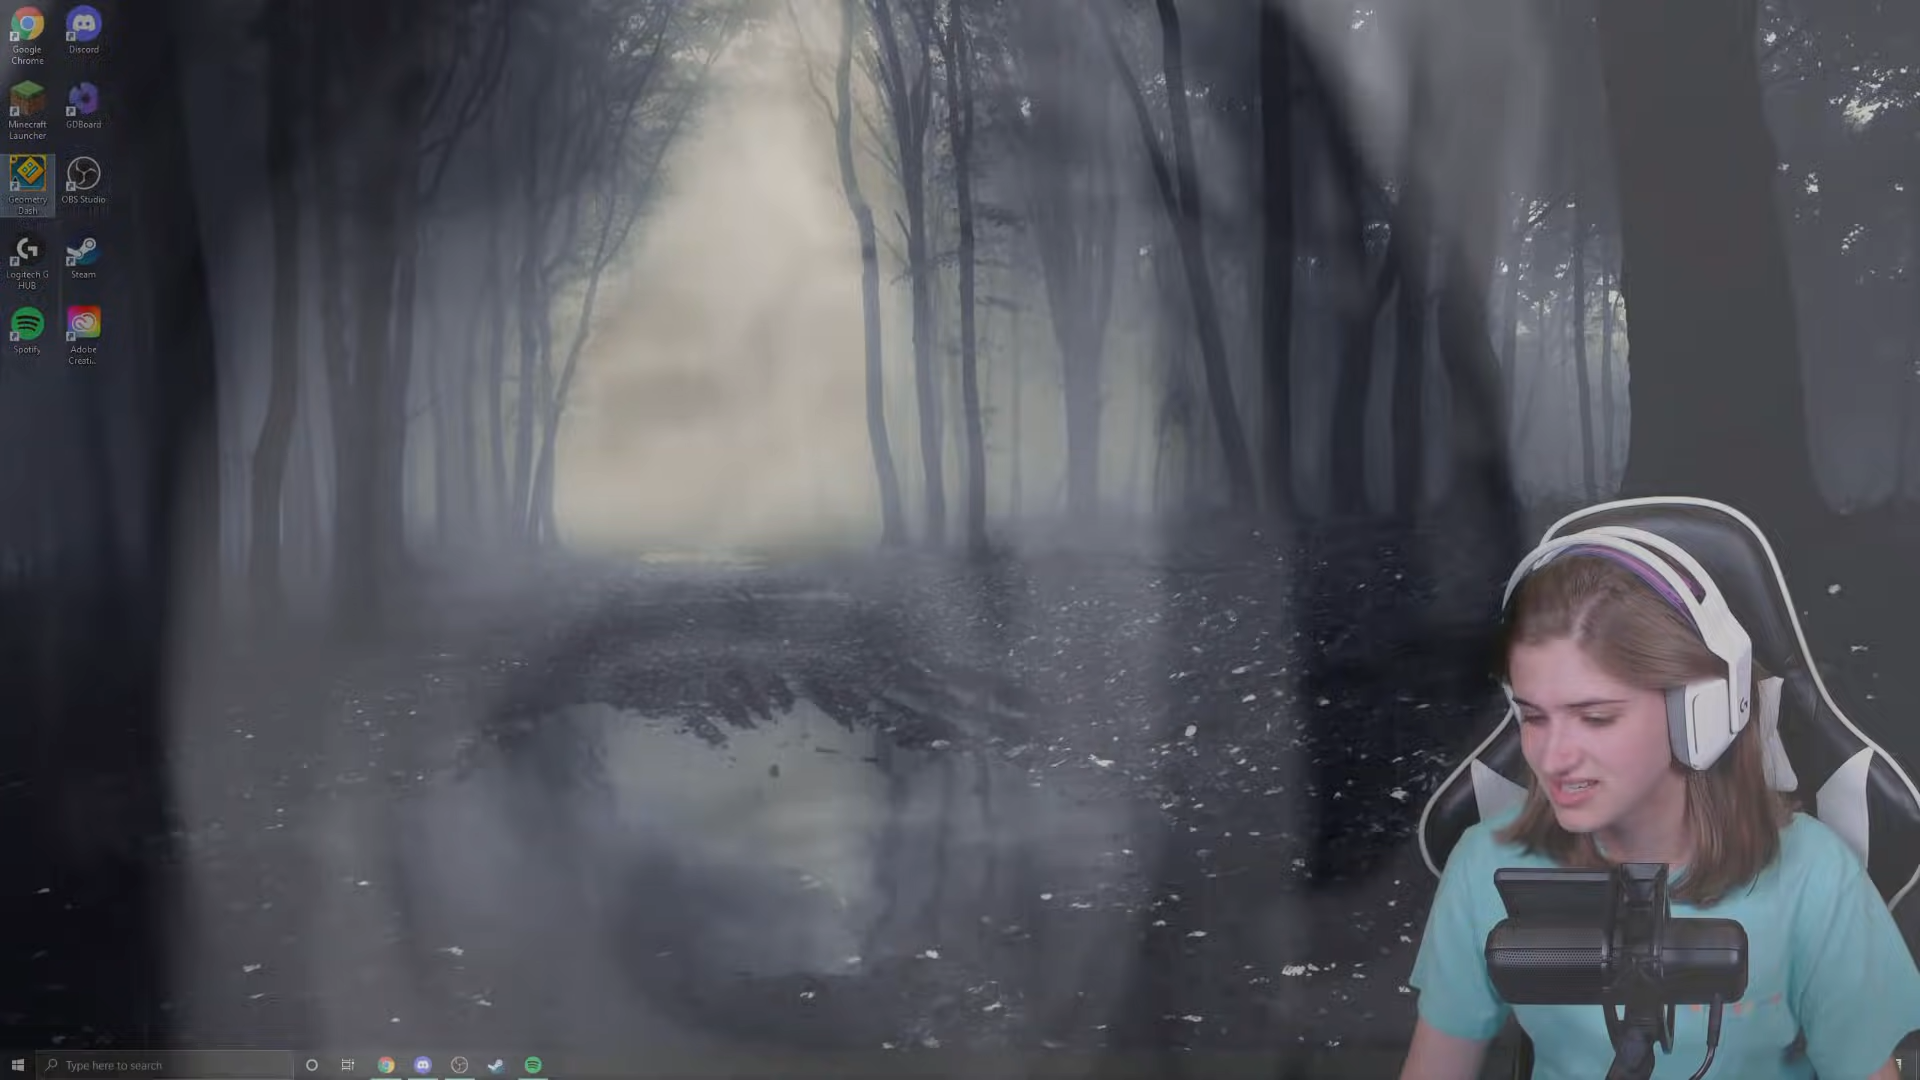 Google
Chrome
Discord
Minecraft
Launcher
GDBoard
Geometry
Dash
OBS Studio
Logitech G
HUB
Steam
Spotify
Adobe
Creati...
Type here to search